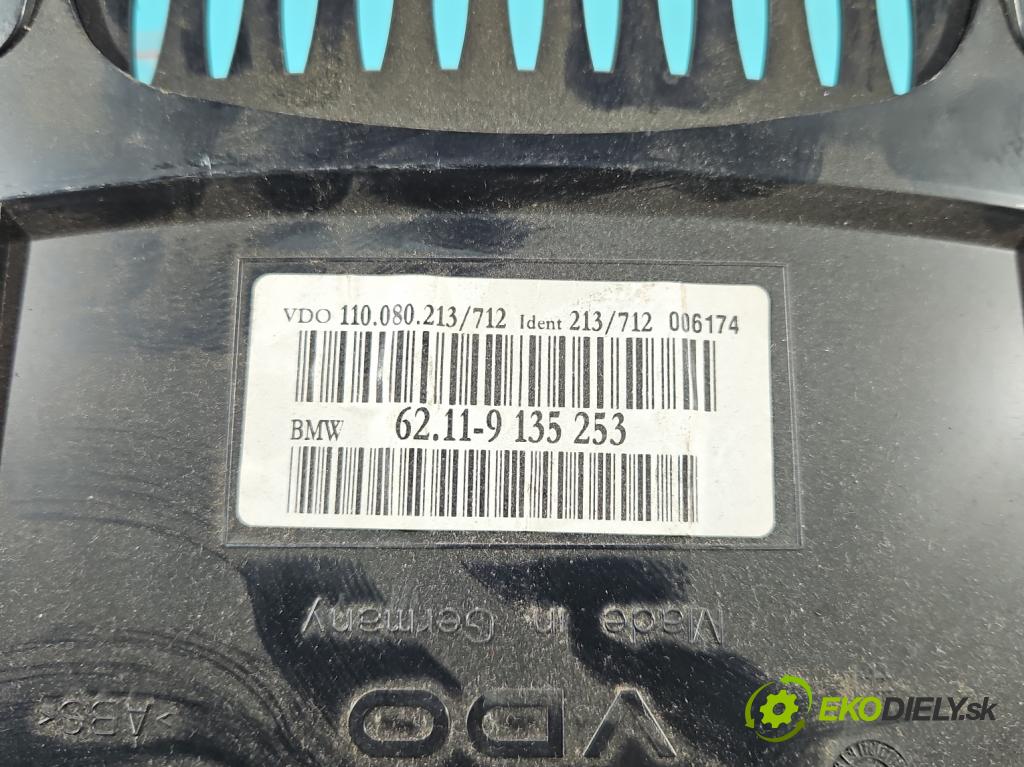 VDO 110.080.213/712 Ident 213/712 006174
BMW 62.11-9 135 253
Made in Germany
VDO
>ABS<
EKODIELY.sk